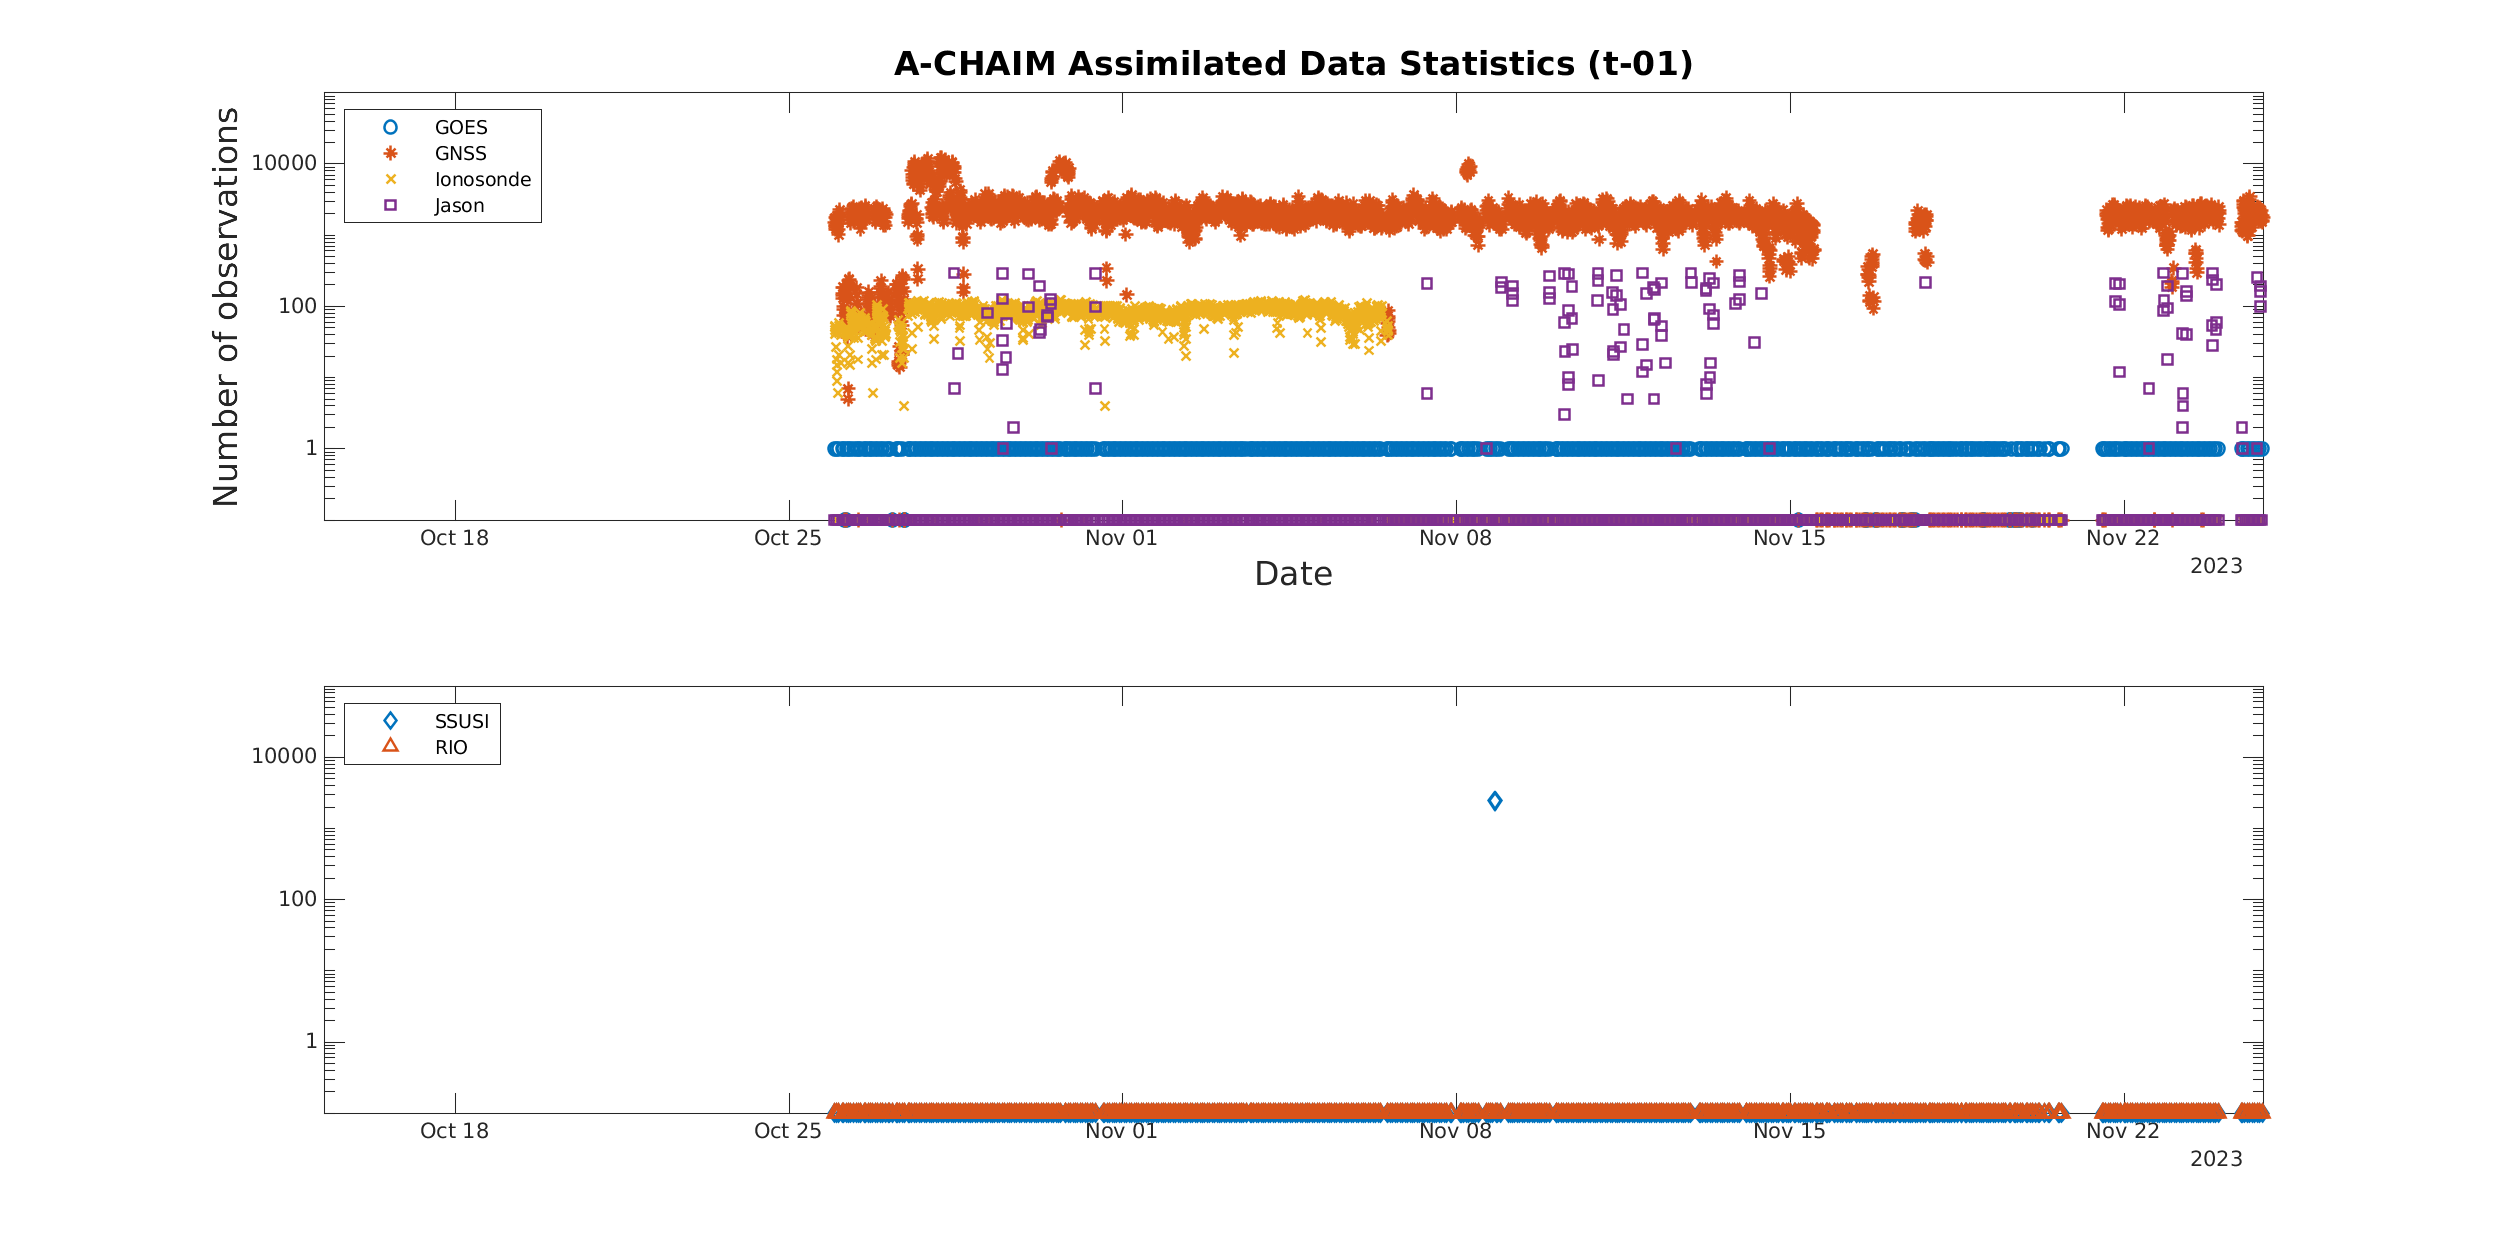 A-CHAIM Assimilated Data Statistics (t-01)
GOES
GNSS
Ionosonde
Jason
Number of observations
10000
100
1
Oct 18
Oct 25
Nov 01
Nov 08
Nov 15
Nov 22
2023
Date
SSUSI
RIO
10000
100
1
Oct 18
Oct 25
Nov 01
Nov 08
Nov 15
Nov 22
2023